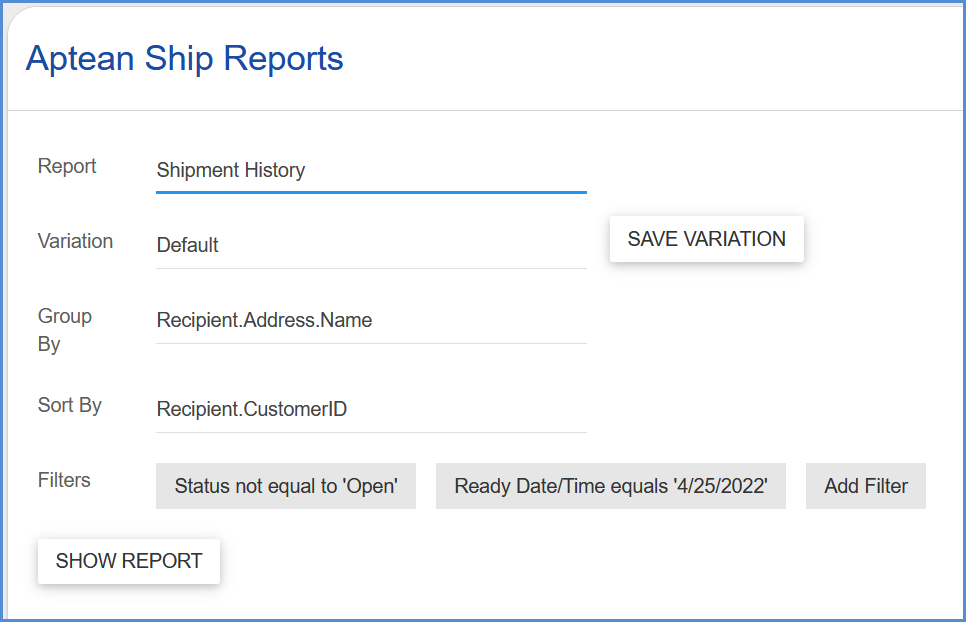 Aptean Ship Reports
Report
Shipment History
Variation
Default
SAVE VARIATION
Group
By
Recipient.Address.Name
Sort By
Recipient.CustomerID
Filters
Status not equal to 'Open'
Ready Date/Time equals '4/25/2022'
Add Filter
SHOW REPORT